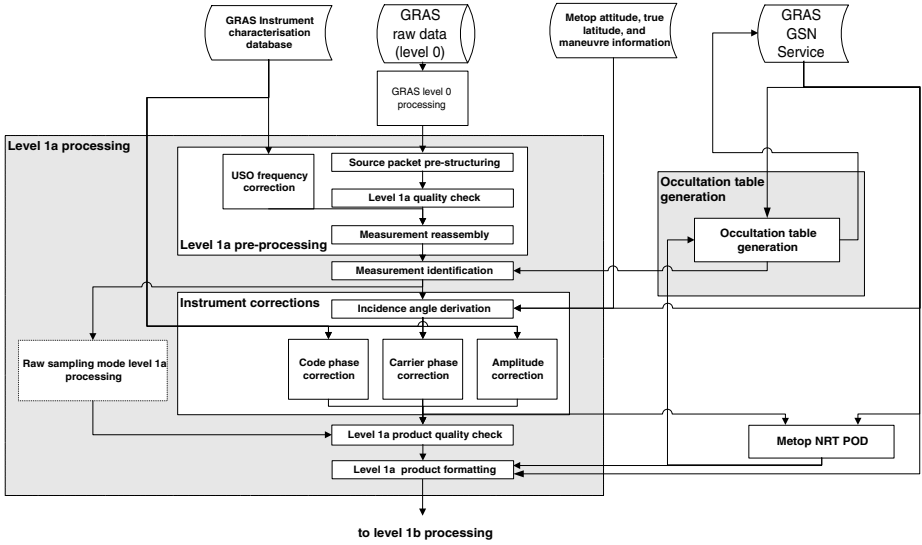 GRAS Instrument
characterisation
database
GRAS
raw data
(level 0)
Metop attitude, true
latitude, and
maneuvre information
GRAS
GSN
Service
GRAS level 0
processing
Level 1a processing
USO frequency
correction
Source packet pre-structuring
Level 1a quality check
Level 1a pre-processing
Measurement reassembly
Occultation table
generation
Occultation table
generation
Measurement identification
Instrument corrections
Incidence angle derivation
Raw sampling mode level 1a
processing
Code phase
correction
Carrier phase
correction
Amplitude
correction
Level 1a product quality check
Metop NRT POD
Level 1a product formatting
to level 1b processing